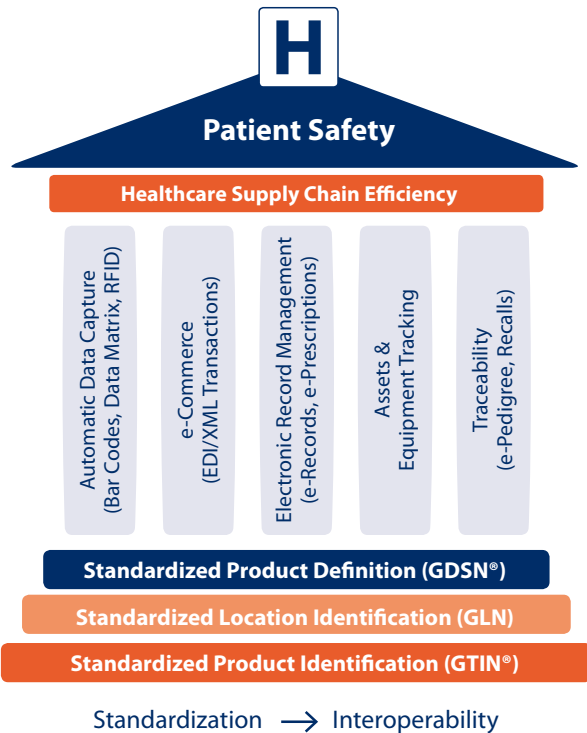 H
Patient Safety
Healthcare Supply Chain Efficiency
Automatic Data Capture
(Bar Codes, Data Matrix, RFID)
e-Commerce
(EDI/XML Transactions)
Electronic Record Management
(e-Records, e-Prescriptions)
Assets &
Equipment Tracking
Traceability
(e-Pedigree, Recalls)
Standardized Product Definition (GDSN®)
Standardized Location Identification (GLN)
Standardized Product Identification (GTIN®)
Standardization → Interoperability